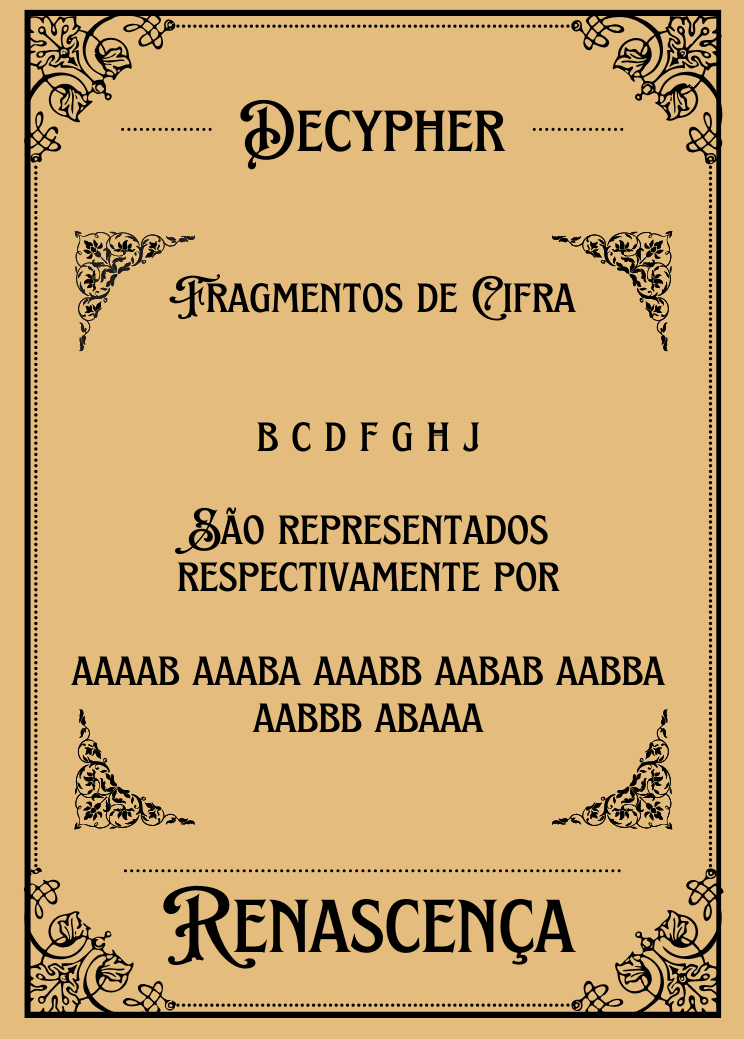 Decypher
Fragmentos de Cifra
B C D F G H J
São representados
respectivamente por
AAAAB AAABA AAABB AABAB AABBA
AABBB ABAAA
Renascença